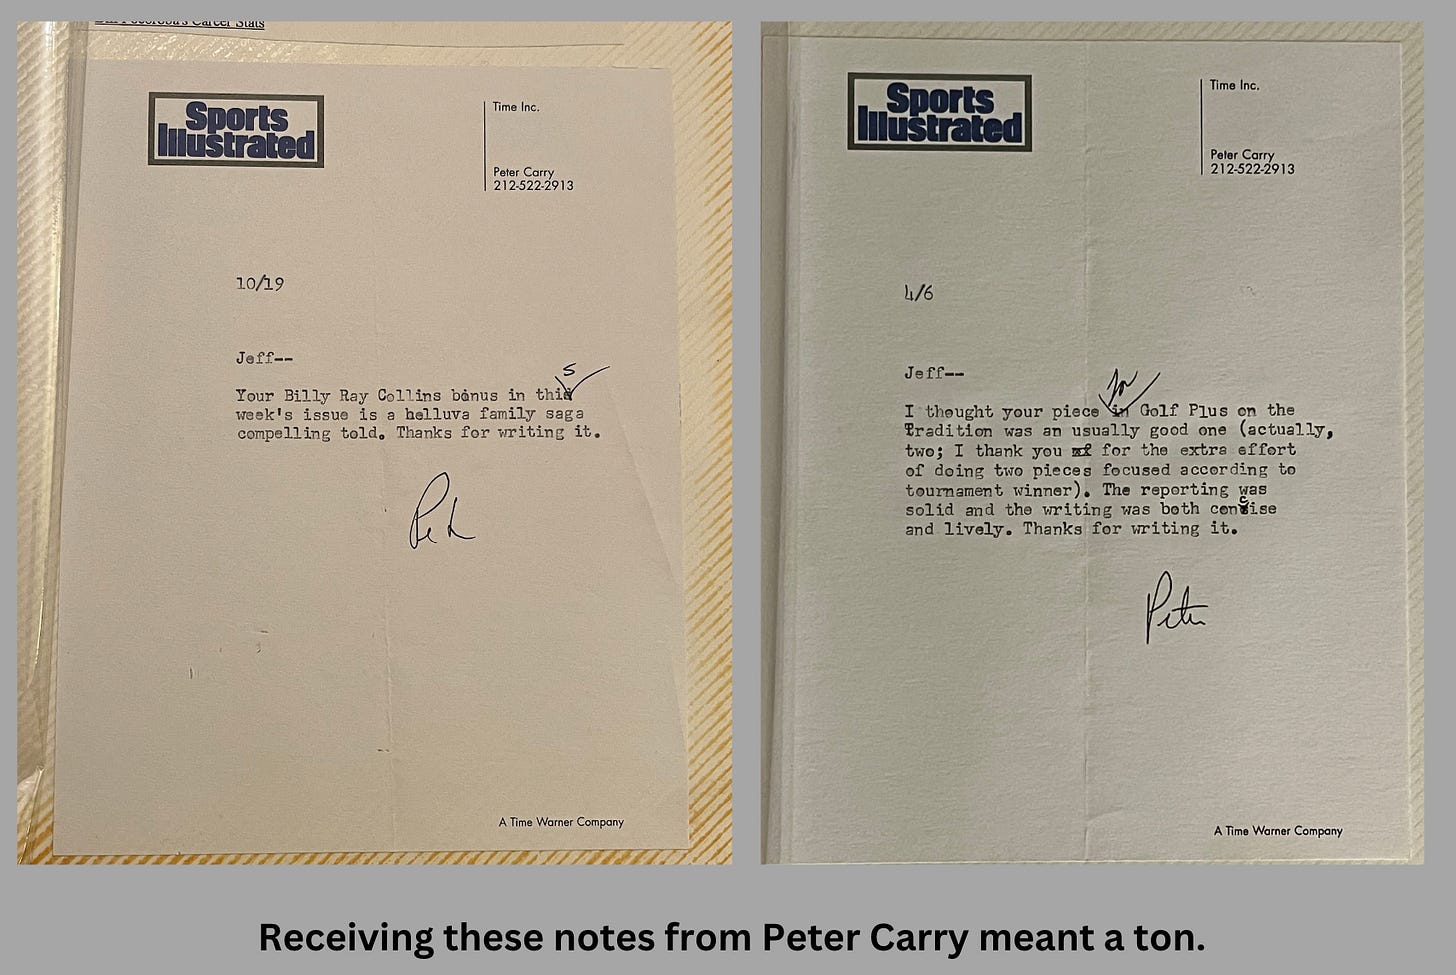 Career Stats
Sports
Illustrated
Time Inc.
Peter Carry
212-522-2913
10/19
Jeff--
s
Your Billy Ray Collins bonus in thid
week's issue is a helluva family saga
compelling told. Thanks for writing it.
Pete
A Time Warner Company
Sports
Illustrated
Time Inc.
Peter Carry
212-522-2913
4/6
Jeff--
for
I thought your piece in Golf Plus on the
Tradition was an usually good one (actually,
two; I thank you for the extra effort
of doing two pieces focused according to
tournament winner). The reporting was
solid and the writing was both concise
and lively. Thanks for writing it.
Peter
A Time Warner Company
Receiving these notes from Peter Carry meant a ton.